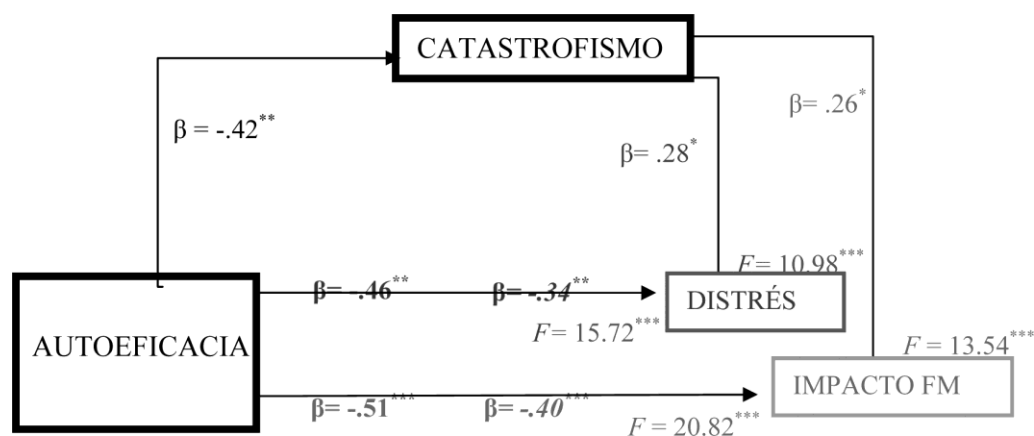 CATASTROFISMO
β= .26*
β = -.42**
β= .28*
F= 10.98***
β= -.46** β= -.34**
DISTRÉS
F= 15.72***
F = 13.54***
AUTOEFICACIA
IMPACTO FM
β= -.51*** β= -.40***
F = 20.82***